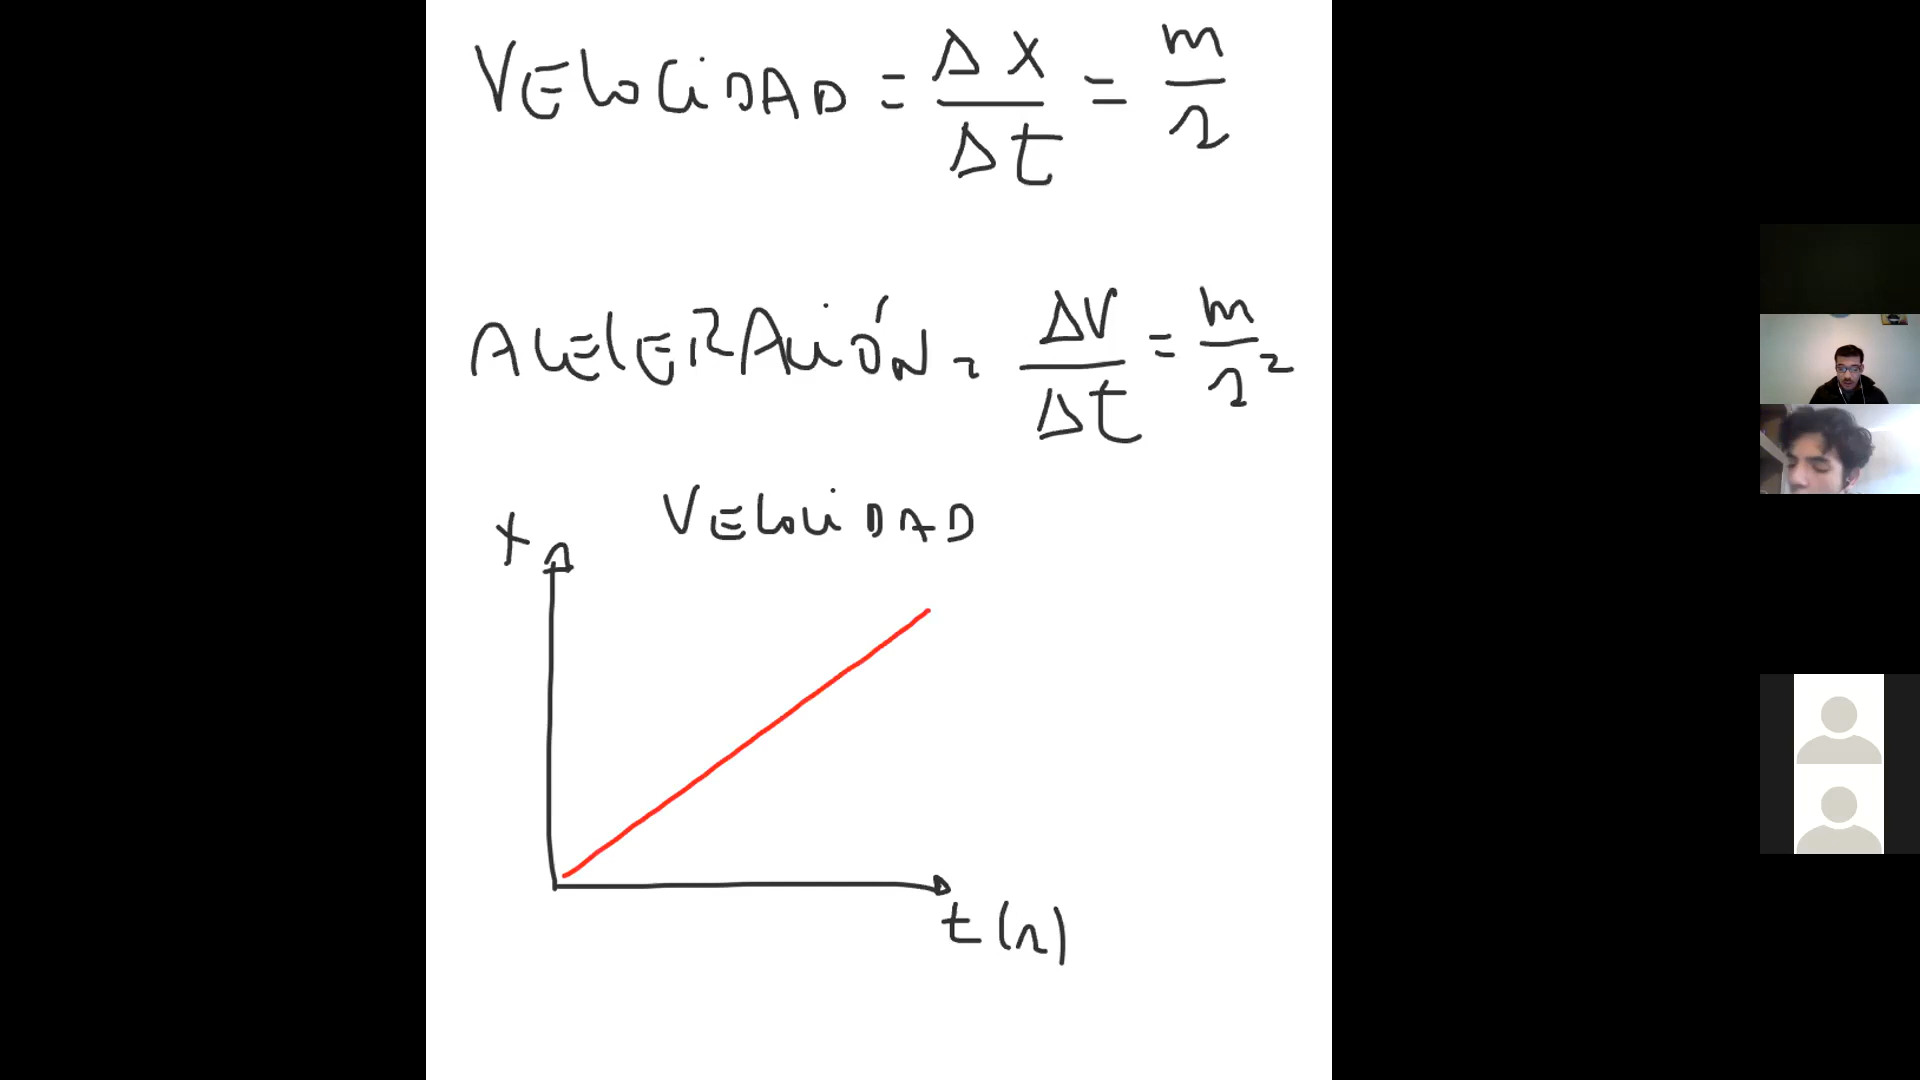 VELOCIDAD = Δx/Δt = m/s
ACELERACIÓN = ΔV/Δt = m/s²
VELOCIDAD
x
t (s)